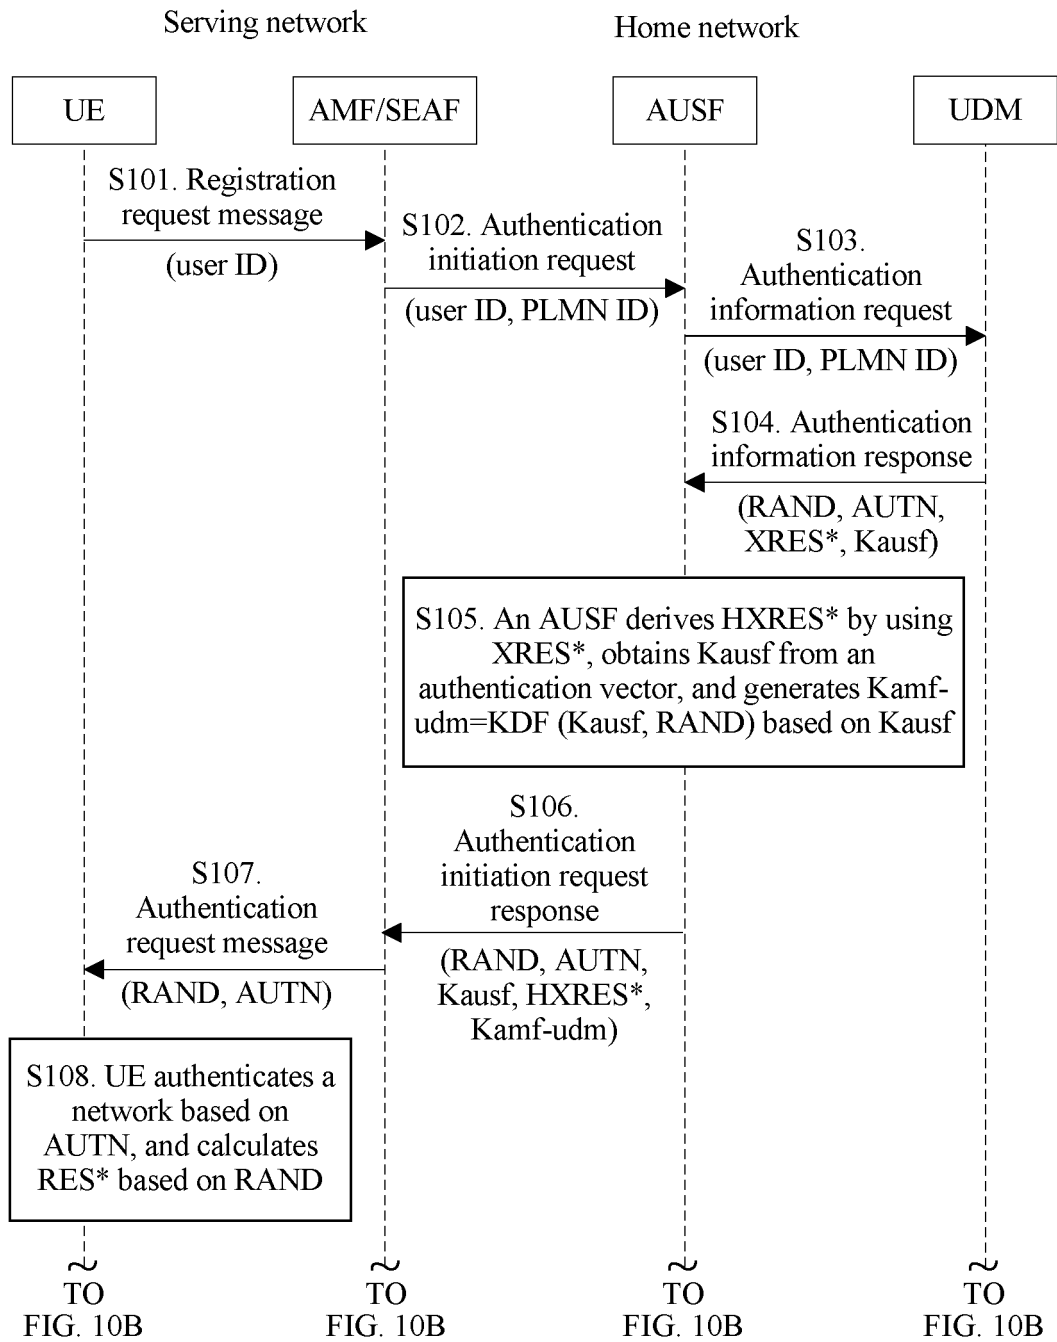 Serving network
Home network
UE
AMF/SEAF
AUSF
UDM
S101. Registration
request message
(user ID)
S102. Authentication
initiation request
(user ID, PLMN ID)
S103.
Authentication
information request
(user ID, PLMN ID)
S104. Authentication
information response
(RAND, AUTN,
XRES*, Kausf)
S105. An AUSF derives HXRES* by using
XRES*, obtains Kausf from an
authentication vector, and generates Kamf-
udm=KDF (Kausf, RAND) based on Kausf
S106.
Authentication
initiation request
response
(RAND, AUTN,
Kausf, HXRES*,
Kamf-udm)
S107.
Authentication
request message
(RAND, AUTN)
S108. UE authenticates a
network based on
AUTN, and calculates
RES* based on RAND
TO
FIG. 10B
TO
FIG. 10B
TO
FIG. 10B
TO
FIG. 10B